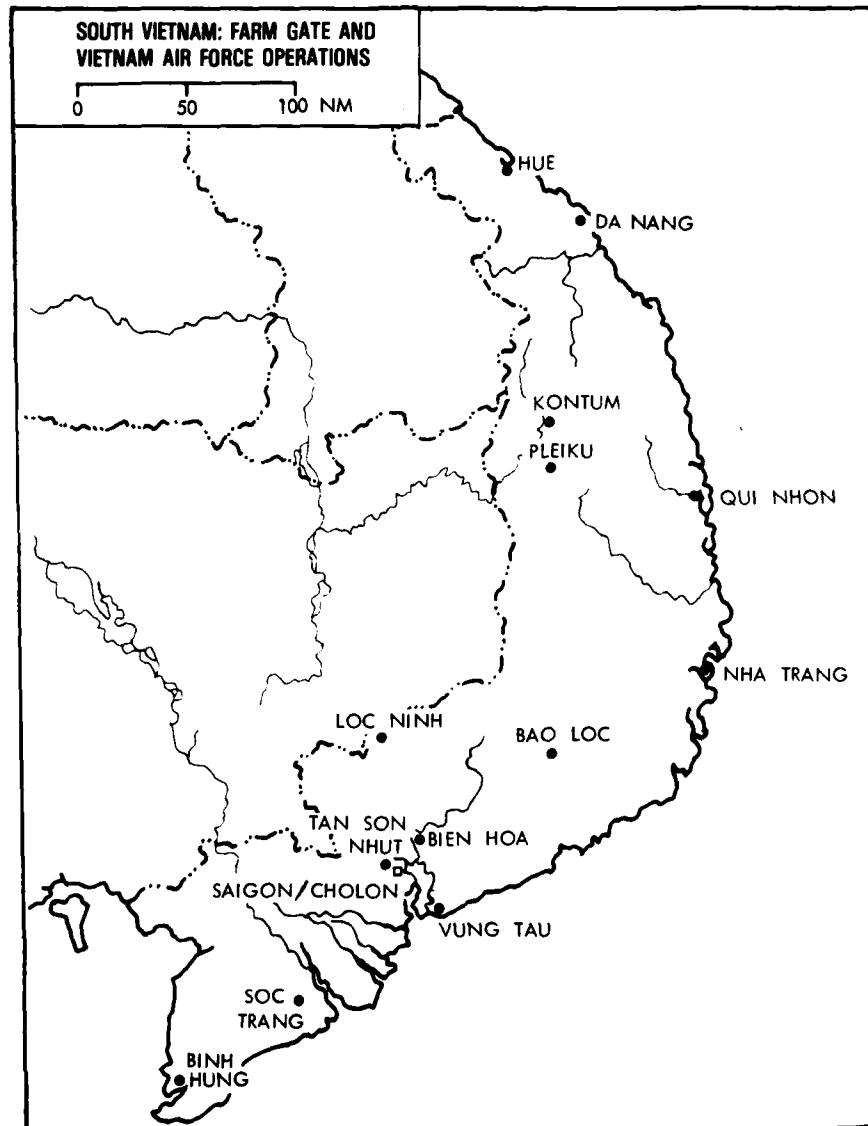 SOUTH VIETNAM: FARM GATE AND
VIETNAM AIR FORCE OPERATIONS
0 50 100 NM
HUE
DA NANG
KONTUM
PLEIKU
QUI NHON
NHA TRANG
LOC NINH
BAO LOC
TAN SON
NHUT
BIEN HOA
SAIGON/CHOLON
VUNG TAU
SOC
TRANG
BINH
HUNG